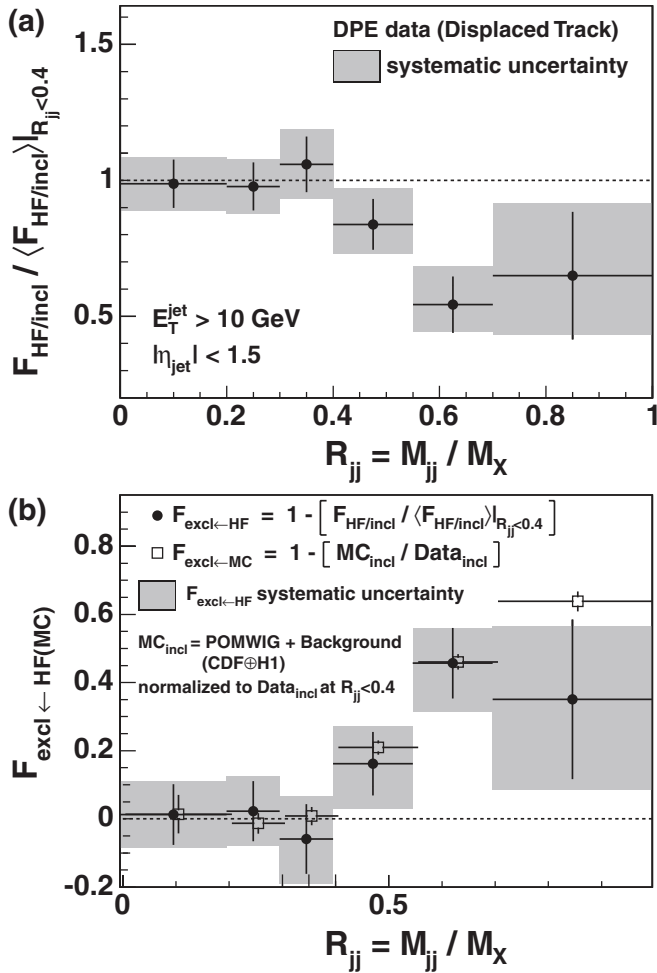 (a)
DPE data (Displaced Track)
systematic uncertainty
F_HF/incl / ⟨F_HF/incl⟩|_R_jj<0.4
1.5
1
0.5
E_T^jet > 10 GeV
|η_jet| < 1.5
0 0.2 0.4 0.6 0.8 1
R_jj = M_jj / M_X
(b)
F_excl←HF = 1 - [ F_HF/incl / ⟨F_HF/incl⟩|_R_jj<0.4 ]
F_excl←MC = 1 - [ MC_incl / Data_incl ]
F_excl←HF systematic uncertainty
MC_incl = POMWIG + Background
(CDF⊕H1)
normalized to Data_incl at R_jj<0.4
F_excl ← HF(MC)
0.8
0.6
0.4
0.2
0
-0.2
0 0.5
R_jj = M_jj / M_X